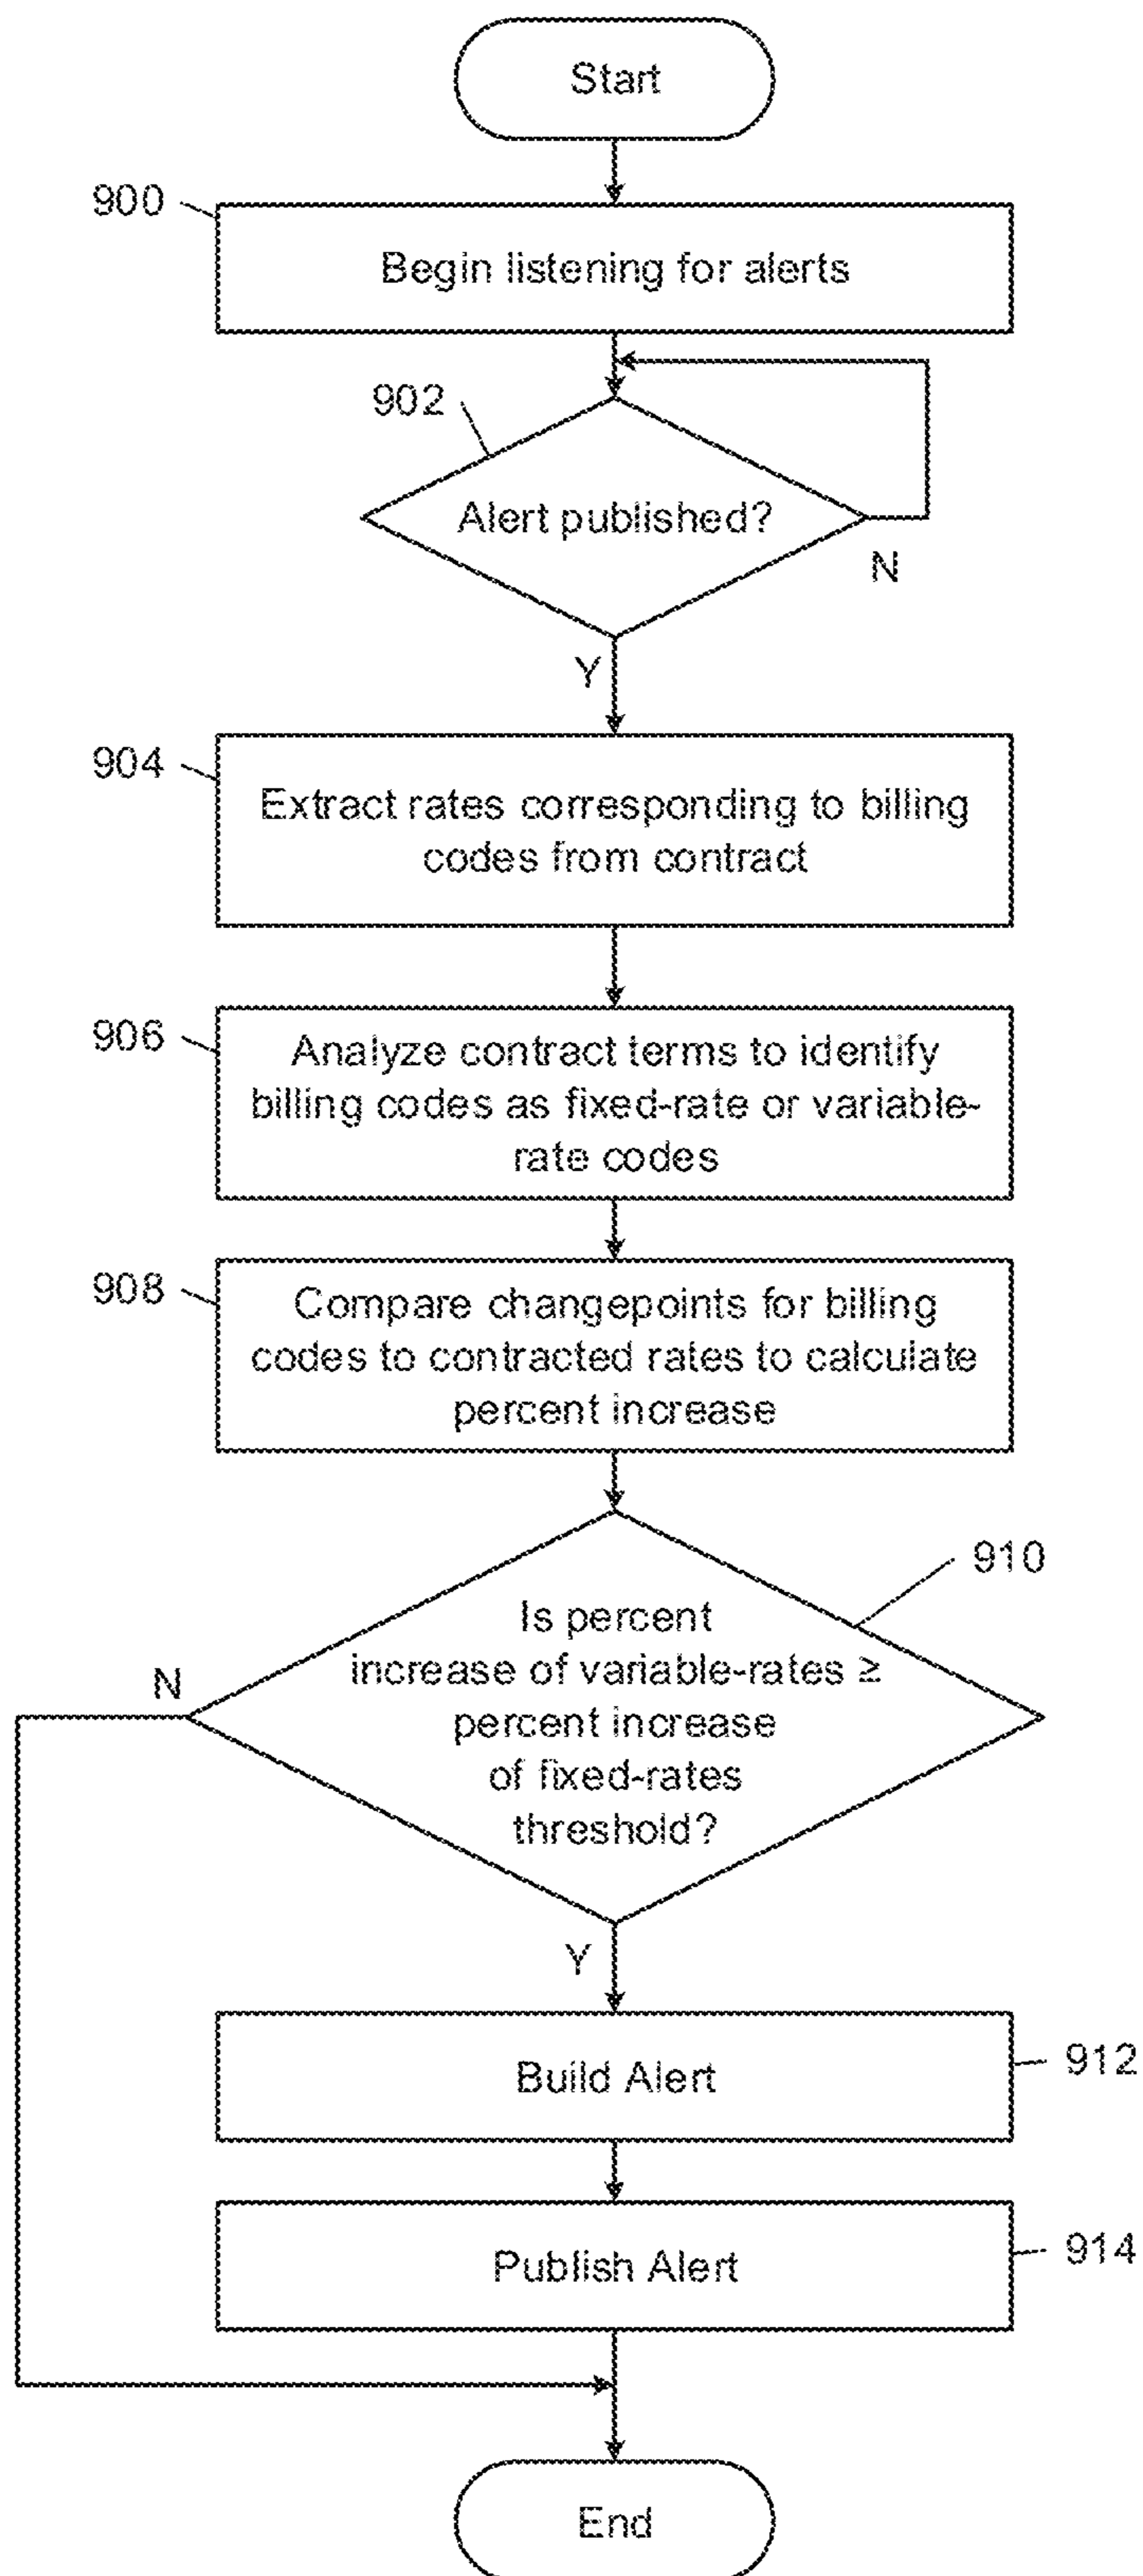 Start
900
Begin listening for alerts
902
Alert published?
N
Y
904
Extract rates corresponding to billing
codes from contract
906
Analyze contract terms to identify
billing codes as fixed-rate or variable-
rate codes
908
Compare changepoints for billing
codes to contracted rates to calculate
percent increase
910
Is percent
increase of variable-rates ≥
percent increase
of fixed-rates
threshold?
N
Y
Build Alert
912
Publish Alert
914
End